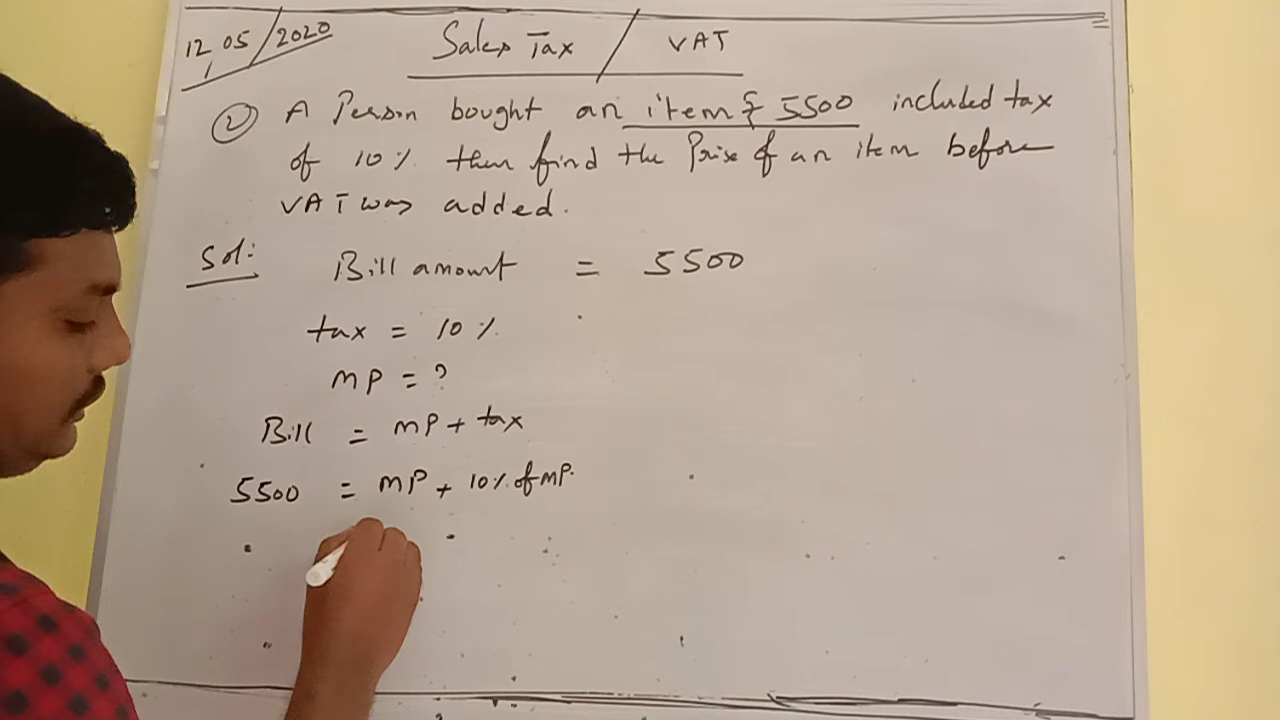 12/05/2020
Sales Tax / VAT
② A Person bought an item ₹ 5500 included tax
of 10% then find the Prise of an item before
VAT was added.
Sol:
Bill amount = 5500
tax = 10%
MP = ?
Bill = MP + tax
5500 = MP + 10% of MP.